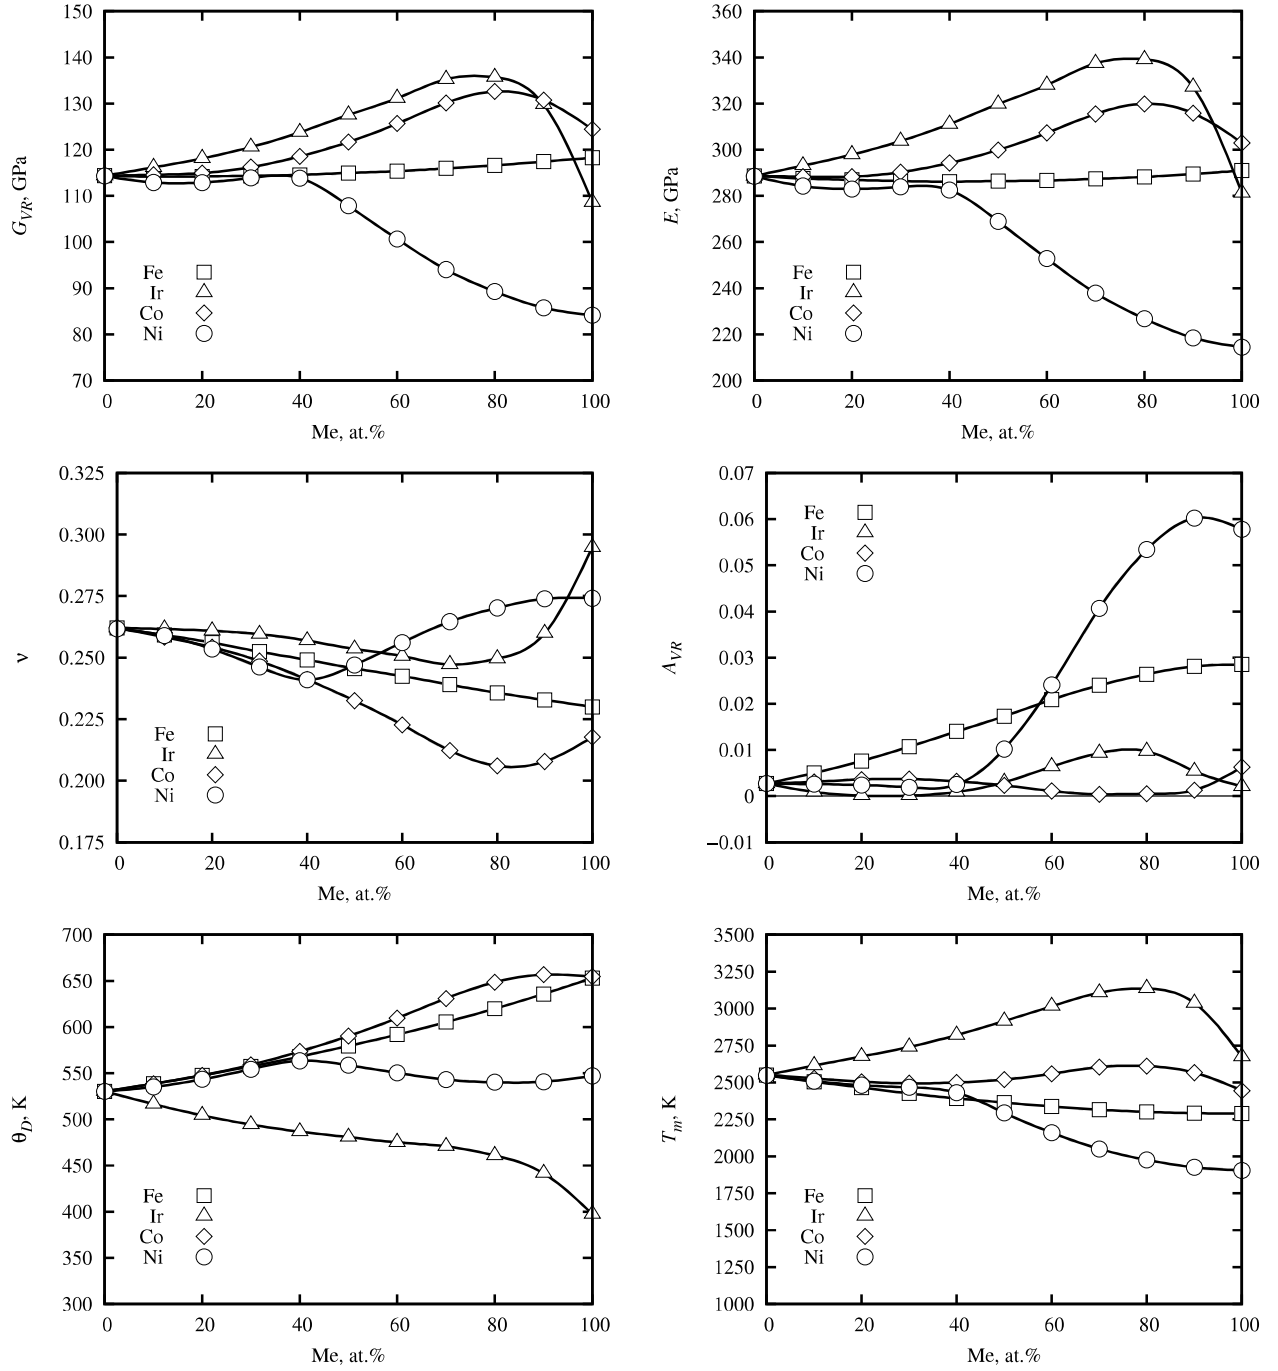 150
140
130
120
110
100
90
80
70
G_VR, GPa
Fe
Ir
Co
Ni
0 20 40 60 80 100
Me, at.%
360
340
320
300
280
260
240
220
200
E, GPa
Fe
Ir
Co
Ni
0 20 40 60 80 100
Me, at.%
0.325
0.300
0.275
0.250
0.225
0.200
0.175
ν
Fe
Ir
Co
Ni
0 20 40 60 80 100
Me, at.%
0.07
0.06
0.05
0.04
0.03
0.02
0.01
0
−0.01
A_VR
Fe
Ir
Co
Ni
0 20 40 60 80 100
Me, at.%
700
650
600
550
500
450
400
350
300
θ_D, K
Fe
Ir
Co
Ni
0 20 40 60 80 100
Me, at.%
3500
3250
3000
2750
2500
2250
2000
1750
1500
1250
1000
T_m, K
Fe
Ir
Co
Ni
0 20 40 60 80 100
Me, at.%